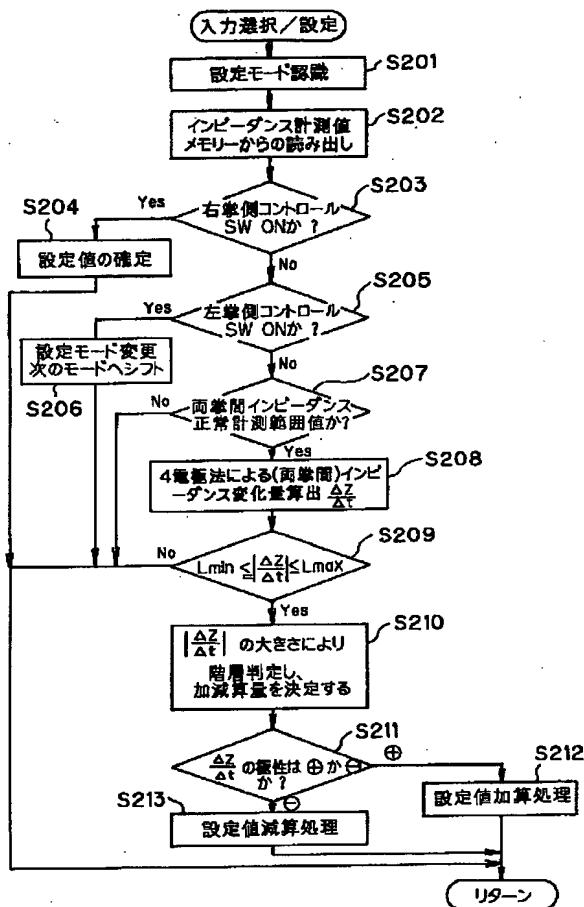 入力選択/設定
S201
設定モード認識
S202
インピーダンス計測値
メモリーからの読み出し
S203
右掌側コントロール
SW ONか?
Yes
S204
設定値の確定
No
S205
左掌側コントロール
SW ONか?
Yes
設定モード変更
次のモードへシフト
S206
No
S207
両掌間インピーダンス
正常計測範囲値か?
No
Yes
S208
4電極法による(両掌間)インピ
ーダンス変化量算出 ΔZ/Δt
S209
Lmin ≦|ΔZ/Δt|≦Lmax
No
Yes
S210
|ΔZ/Δt| の大きさにより
階層判定し、
加減算量を決定する
S211
ΔZ/Δt の極性は⊕か⊖
か?
⊕
S212
設定値加算処理
⊖
S213
設定値減算処理
リターン